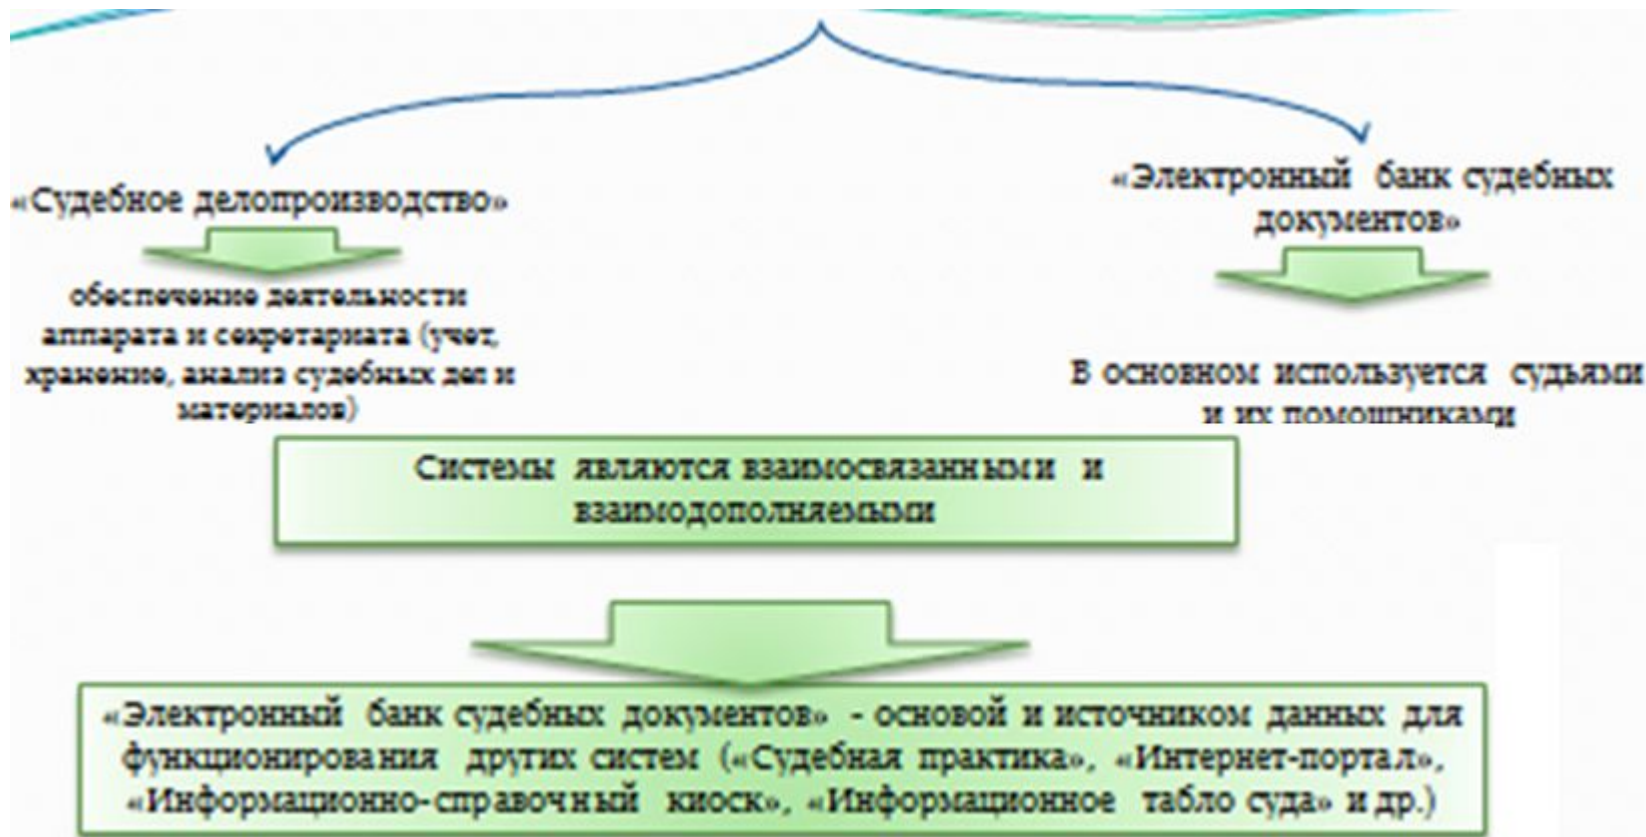 «Судебное делопроизводство»
обеспечение деятельности
аппарата и секретариата (учет,
хранение, анализ судебных дел и
материалов)
«Электронный банк судебных
документов»
В основном используется судьями
и их помощниками
Системы являются взаимосвязанными и
взаимодополняемыми
«Электронный банк судебных документов» - основой и источником данных для
функционирования других систем («Судебная практика», «Интернет-портал»,
«Информационно-справочный киоск», «Информационное табло суда» и др.)